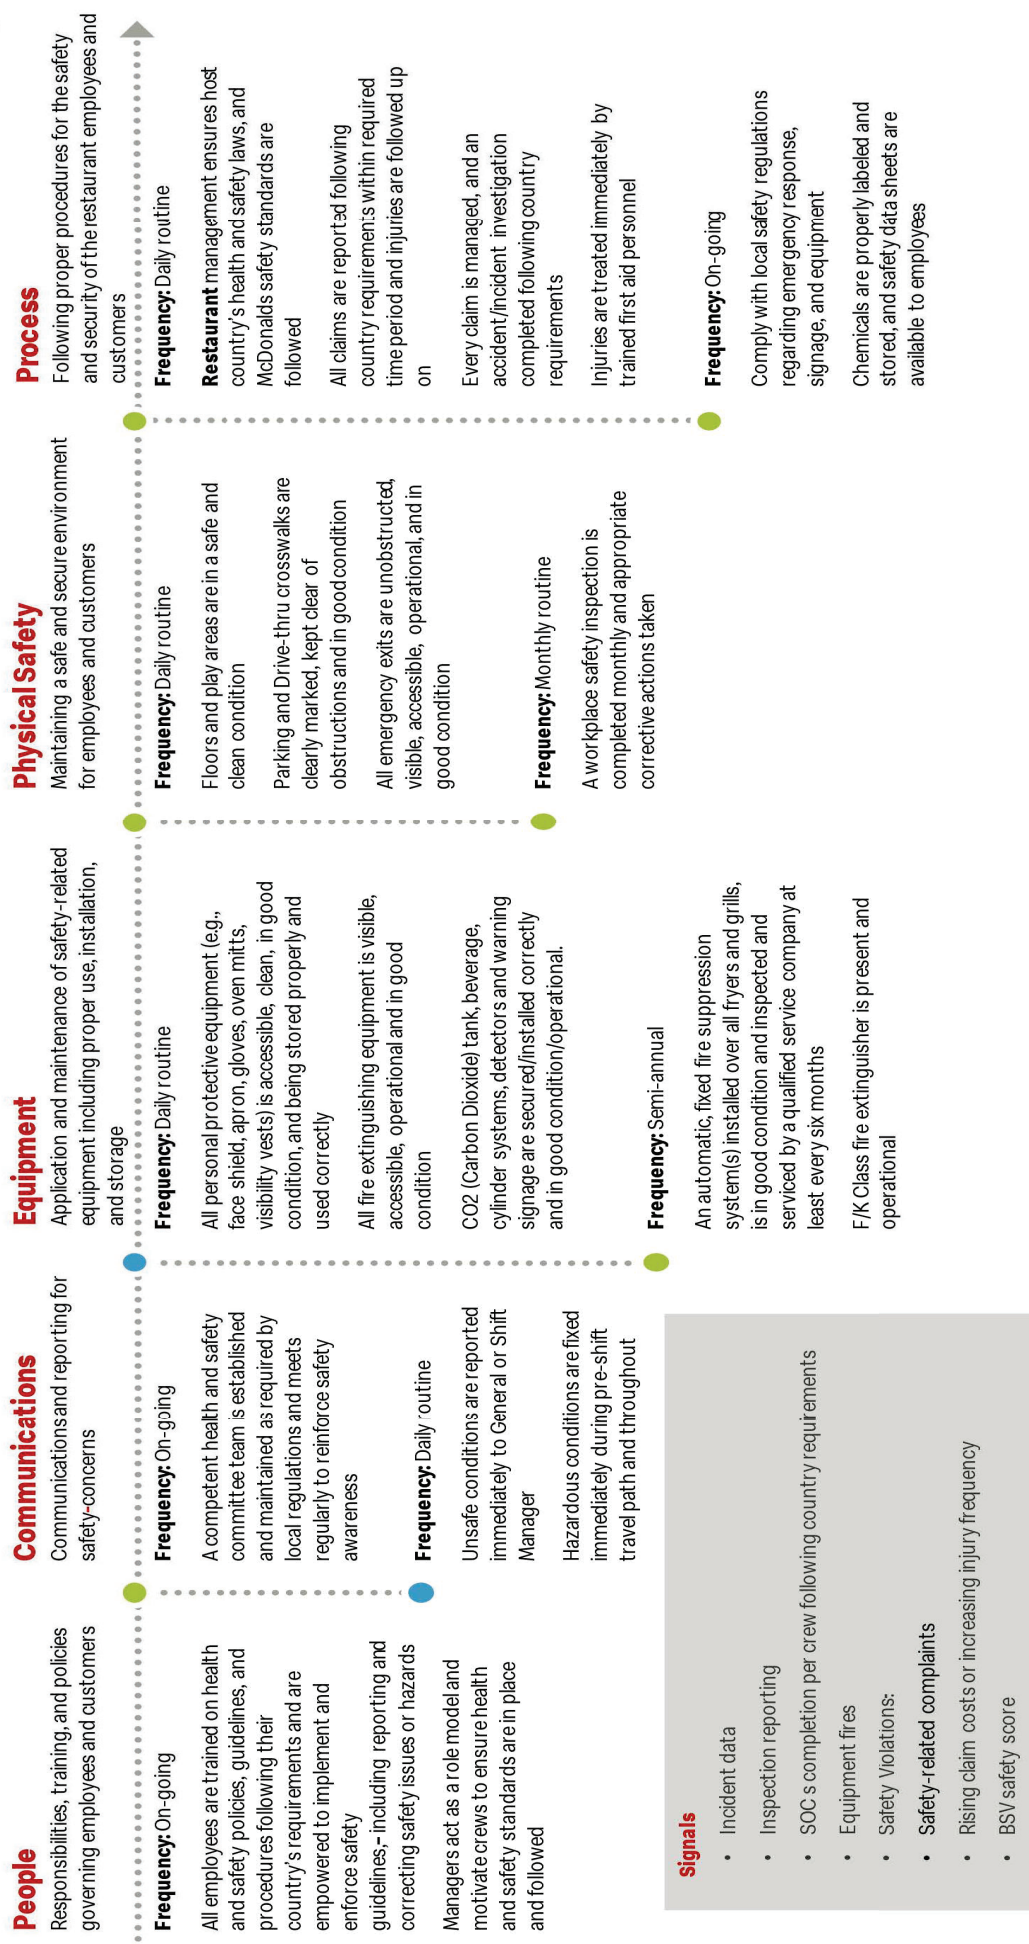 People
Responsibilities, training, and policies
governing employees and customers
Frequency: On-going
All employees are trained on health
and safety policies, guidelines, and
procedures following their
country's requirements and are
empowered to implement and
enforce safety
guidelines,- including reporting and
correcting safety issues or hazards
Managers act as a role model and
motivate crews to ensure health
and safety standards are in place
and followed
Communications
Communications and reporting for
safety-concerns
Frequency: On-going
A competent health and safety
committee team is established
and maintained as required by
local regulations and meets
regularly to reinforce safety
awareness
Frequency: Daily routine
Unsafe conditions are reported
immediately to General or Shift
Manager
Hazardous conditions are fixed
immediately during pre-shift
travel path and throughout
Equipment
Application and maintenance of safety-related
equipment including proper use, installation,
and storage
Frequency: Daily routine
All personal protective equipment (e.g.,
face shield, apron, gloves, oven mitts,
visibility vests) is accessible, clean, in good
condition, and being stored properly and
used correctly
All fire extinguishing equipment is visible,
accessible, operational and in good
condition
CO2 (Carbon Dioxide) tank, beverage,
cylinder systems, detectors and warning
signage are secured/installed correctly
and in good condition/operational.
Frequency: Semi-annual
An automatic, fixed fire suppression
system(s) installed over all fryers and grills,
is in good condition and inspected and
serviced by a qualified service company at
least every six months
F/K Class fire extinguisher is present and
operational
Physical Safety
Maintaining a safe and secure environment
for employees and customers
Frequency: Daily routine
Floors and play areas are in a safe and
clean condition
Parking and Drive-thru crosswalks are
clearly marked, kept clear of
obstructions and in good condition
All emergency exits are unobstructed,
visible, accessible, operational, and in
good condition
Frequency: Monthly routine
A workplace safety inspection is
completed monthly and appropriate
corrective actions taken
Process
Following proper procedures for the safety
and security of the restaurant employees and
customers
Frequency: Daily routine
Restaurant management ensures host
country's health and safety laws, and
McDonalds safety standards are
followed
All claims are reported following
country requirements within required
time period and injuries are followed up
on
Every claim is managed, and an
accident/incident investigation
completed following country
requirements
Injuries are treated immediately by
trained first aid personnel
Frequency: On-going
Comply with local safety regulations
regarding emergency response,
signage, and equipment
Chemicals are properly labeled and
stored, and safety data sheets are
available to employees
Signals
• Incident data
• Inspection reporting
• SOC's completion per crew following country requirements
• Equipment fires
• Safety Violations:
• Safety-related complaints
• Rising claim costs or increasing injury frequency
• BSV safety score